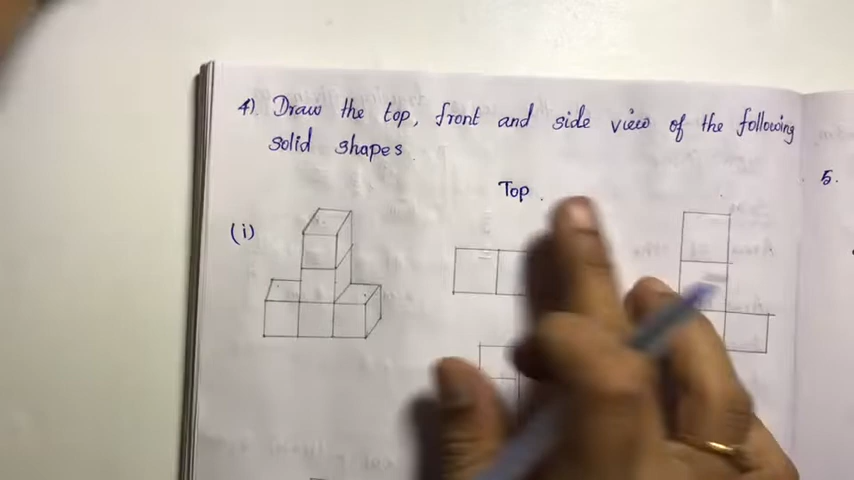 4). Draw the top, front and side view of the following
solid shapes.
Top.
5.
(i)